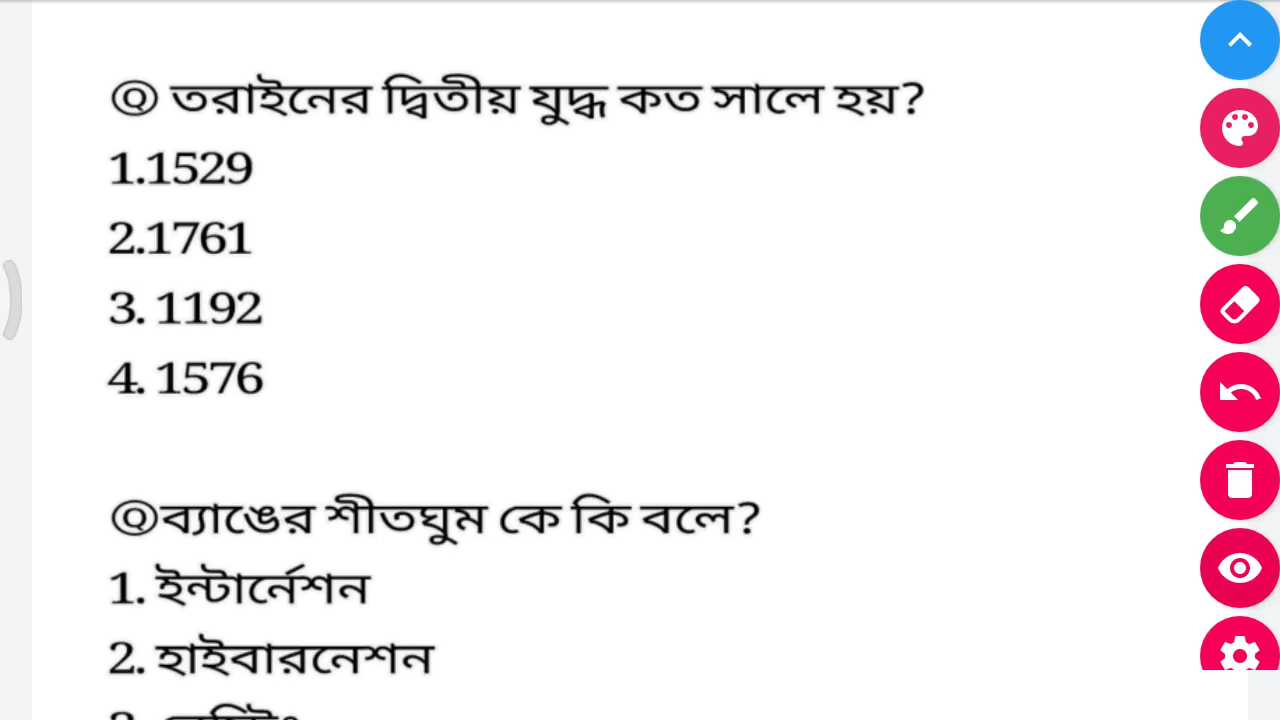 Ⓠ তরাইনের দ্বিতীয় যুদ্ধ কত সালে হয়?
1.1529
2.1761
3. 1192
4. 1576
Ⓠব্যাঙের শীতঘুম কে কি বলে?
1. ইন্টার্নেশন
2. হাইবারনেশন